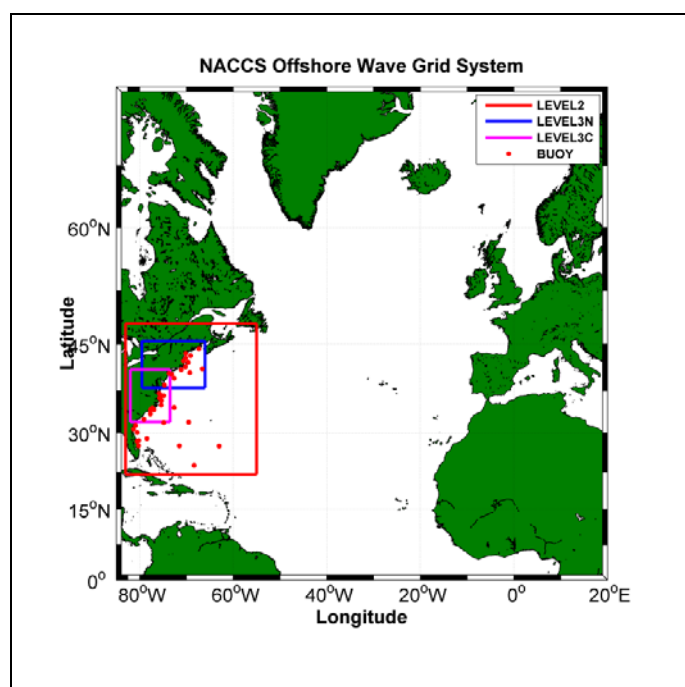 NACCS Offshore Wave Grid System
LEVEL2
LEVEL3N
LEVEL3C
BUOY
60°N
45°N
30°N
15°N
0°
Latitude
80°W
60°W
40°W
20°W
0°
20°E
Longitude